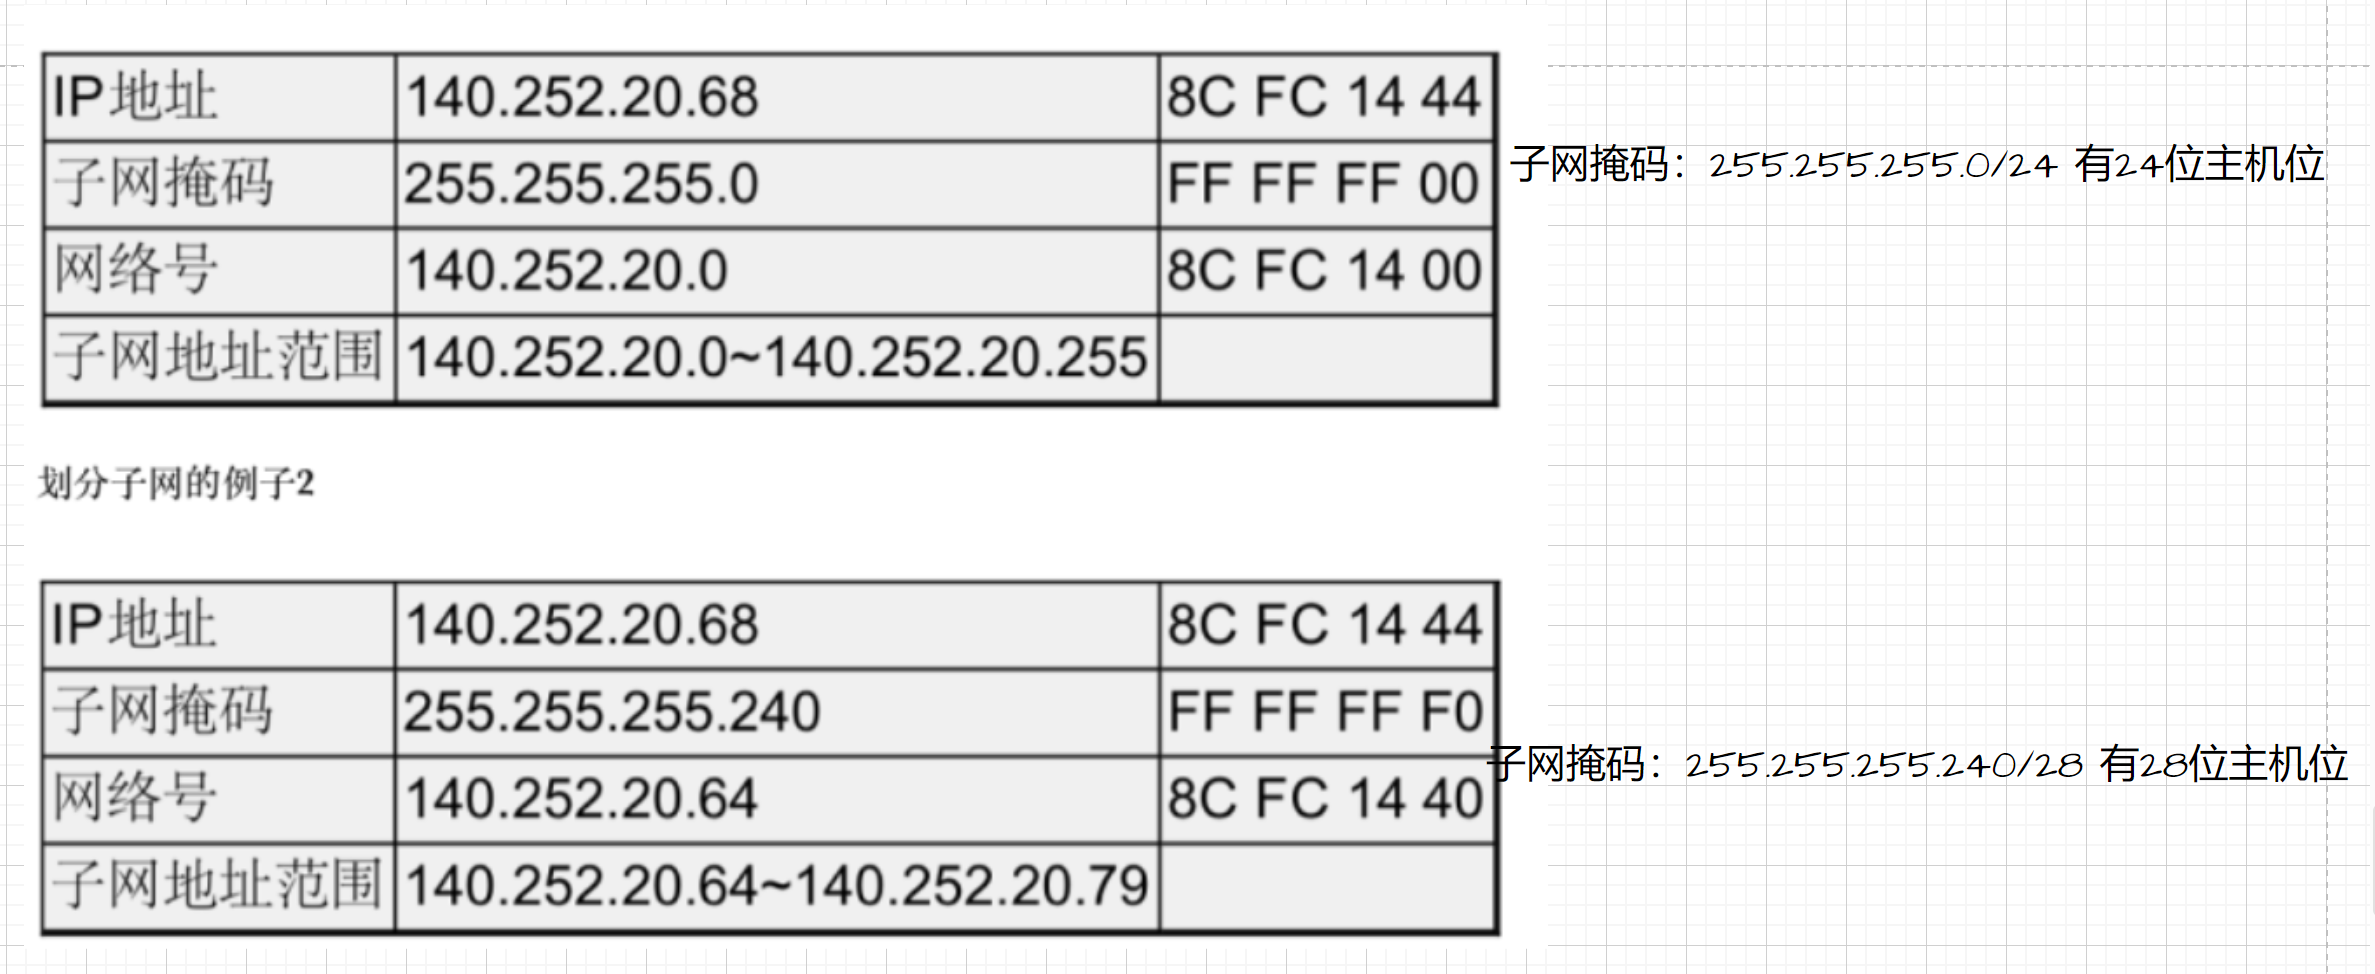 IP地址 140.252.20.68 8C FC 14 44
子网掩码 255.255.255.0 FF FF FF 00
子网掩码：255.255.255.0/24 有24位主机位
网络号 140.252.20.0 8C FC 14 00
子网地址范围 140.252.20.0~140.252.20.255
划分子网的例子2
IP地址 140.252.20.68 8C FC 14 44
子网掩码 255.255.255.240 FF FF FF F0
子网掩码：255.255.255.240/28 有28位主机位
网络号 140.252.20.64 8C FC 14 40
子网地址范围 140.252.20.64~140.252.20.79